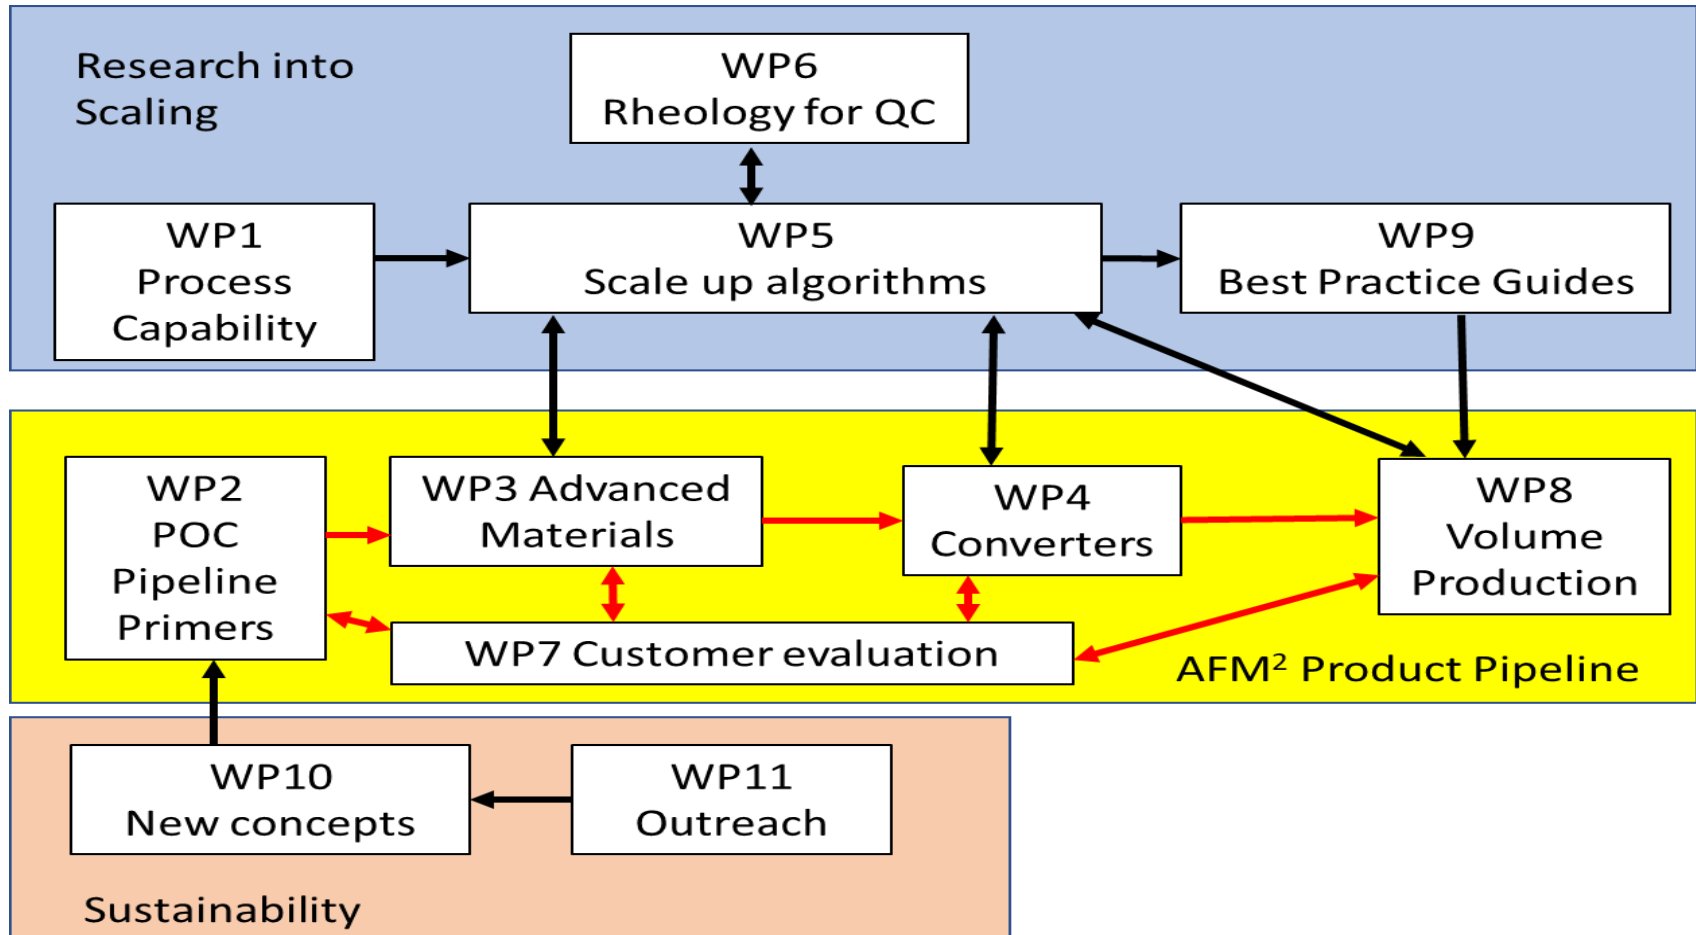 Research into
Scaling
WP6
Rheology for QC
WP1
Process
Capability
WP5
Scale up algorithms
WP9
Best Practice Guides
WP2
POC
Pipeline
Primers
WP3 Advanced
Materials
WP4
Converters
WP8
Volume
Production
WP7 Customer evaluation
AFM² Product Pipeline
WP10
New concepts
WP11
Outreach
Sustainability